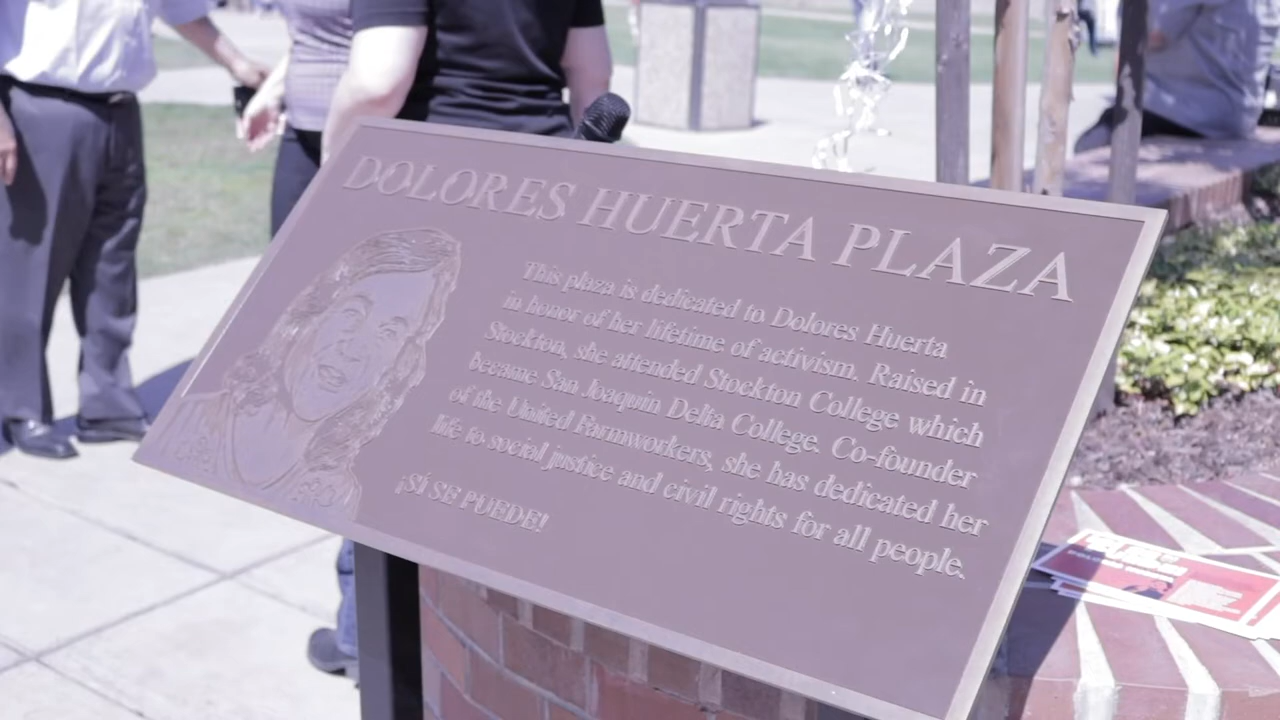 DOLORES HUERTA PLAZA
This plaza is dedicated to Dolores Huerta
in honor of her lifetime of activism. Raised in
Stockton, she attended Stockton College which
became San Joaquin Delta College. Co-founder
of the United Farmworkers, she has dedicated her
life to social justice and civil rights for all people.
¡SÍ SE PUEDE!